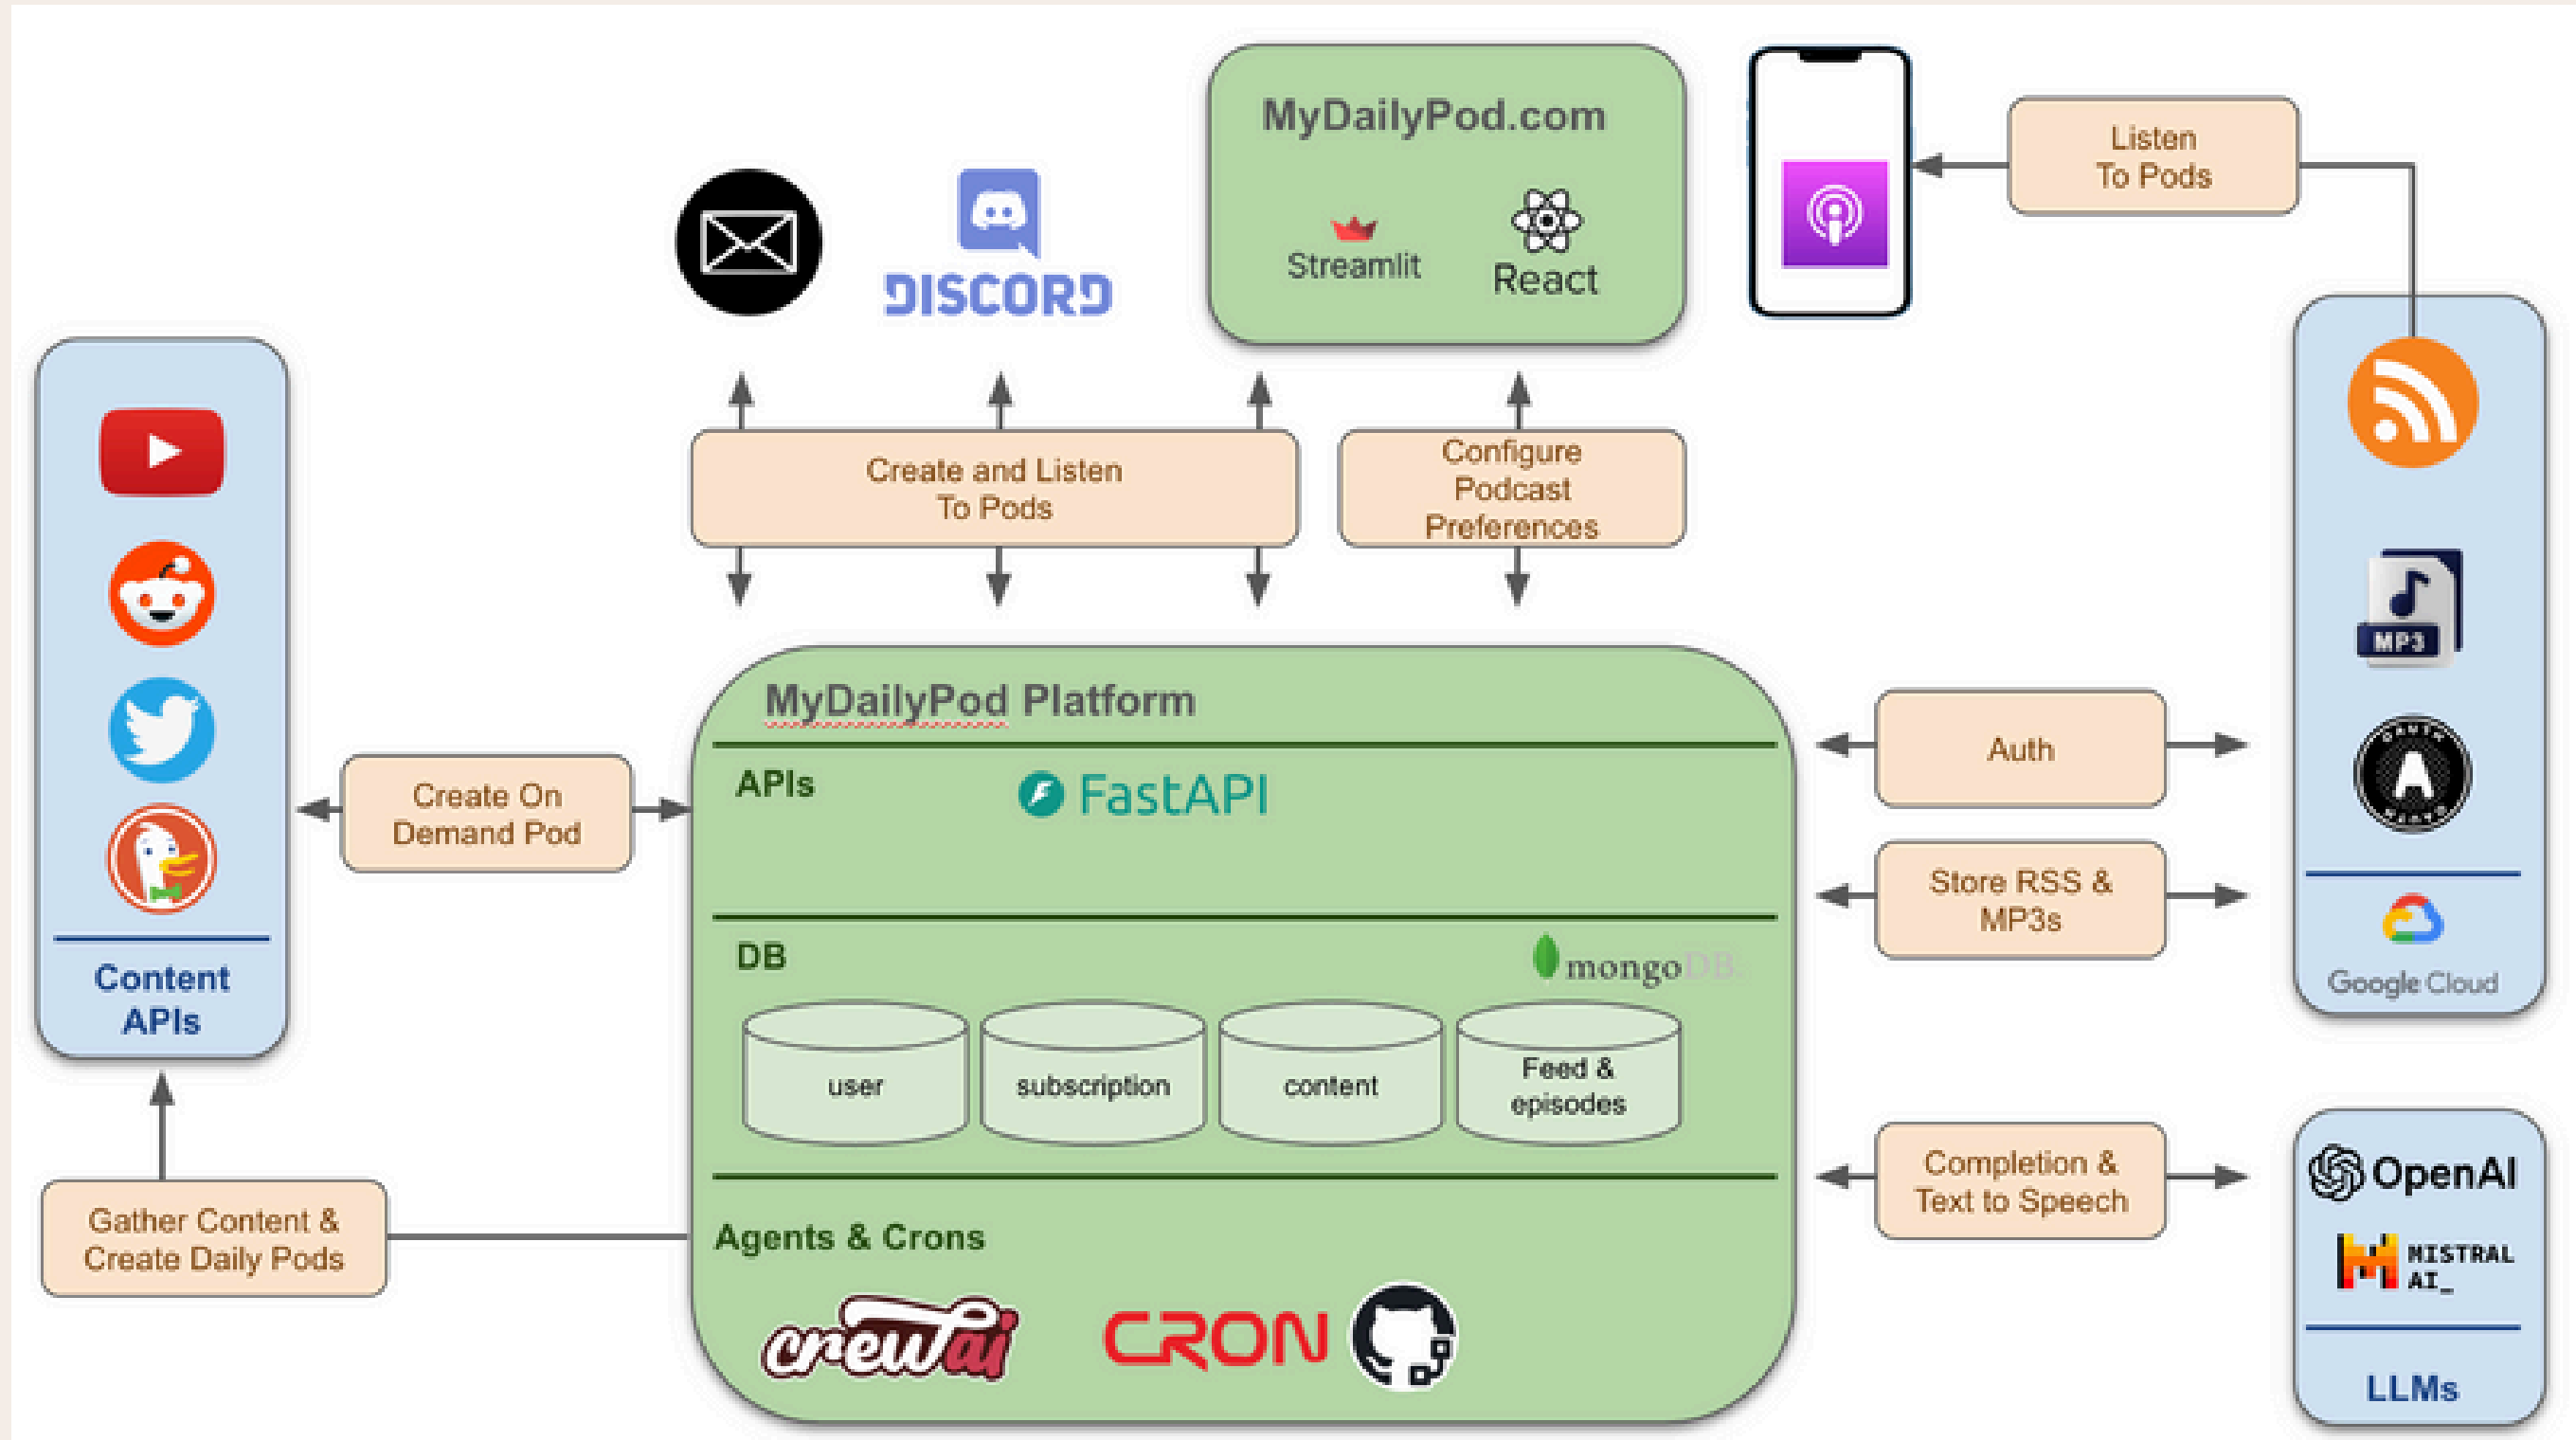 MyDailyPod.com
Streamlit
React
DISCORD
Listen
To Pods
Create and Listen
To Pods
Configure
Podcast
Preferences
MP3
OAUTH
Content
APIs
Create On
Demand Pod
Gather Content &
Create Daily Pods
MyDailyPod Platform
APIs
FastAPI
DB
mongoDB.
user
subscription
content
Feed &
episodes
Agents & Crons
crewai
CRON
Auth
Store RSS &
MP3s
Google Cloud
Completion &
Text to Speech
OpenAI
MISTRAL
AI_
LLMs